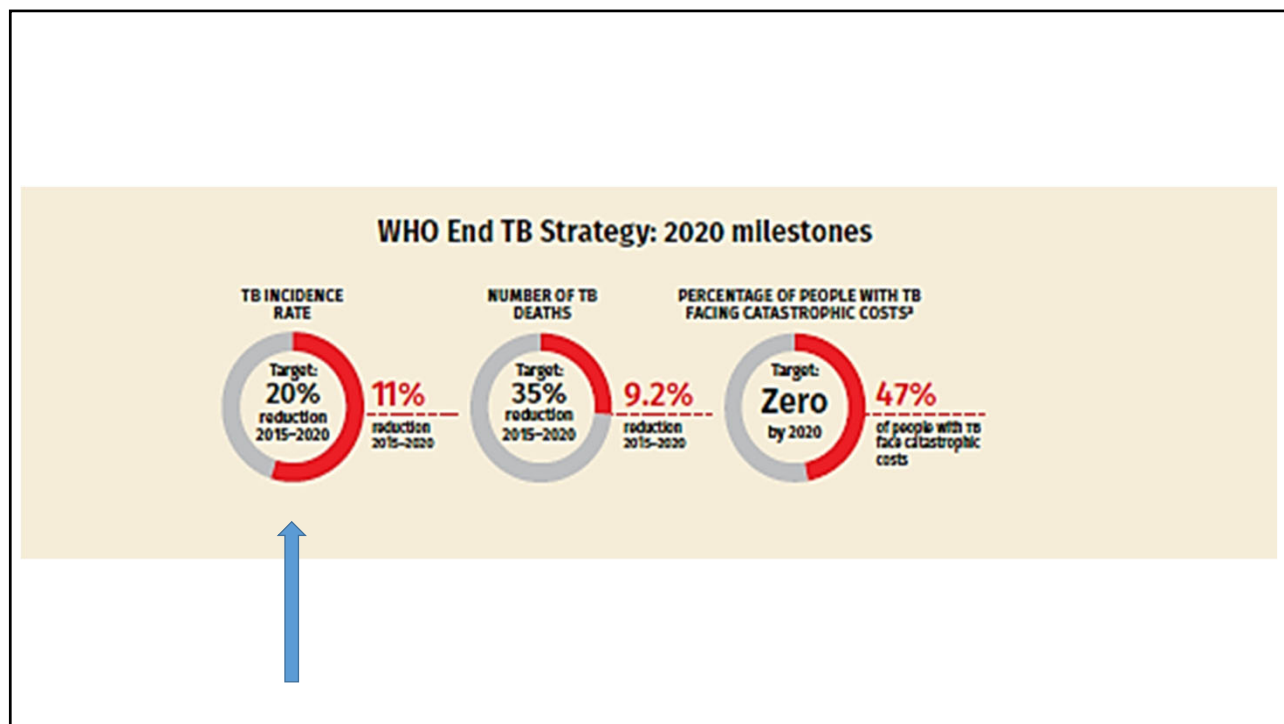 WHO End TB Strategy: 2020 milestones
TB INCIDENCE
RATE
Target:
20%
reduction
2015–2020
11%
reduction
2015–2020
NUMBER OF TB
DEATHS
Target:
35%
reduction
2015–2020
9.2%
reduction
2015–2020
PERCENTAGE OF PEOPLE WITH TB
FACING CATASTROPHIC COSTSª
Target:
Zero
by 2020
47%
of people with TB
face catastrophic
costs